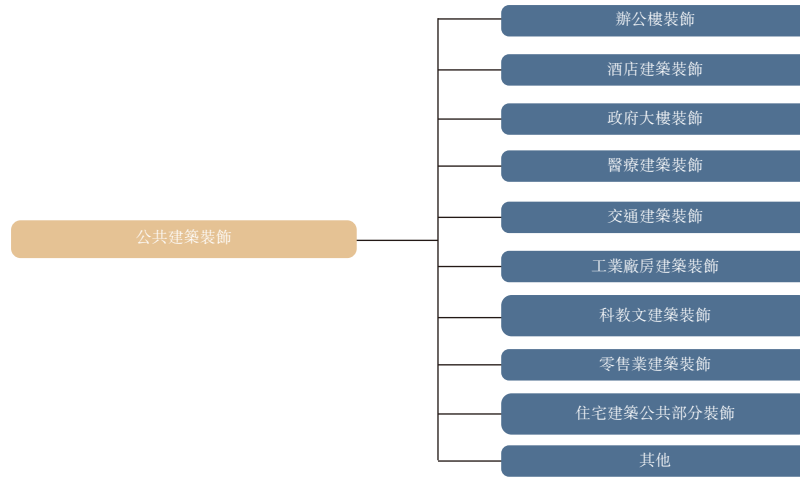 辦公樓裝飾
酒店建築裝飾
政府大樓裝飾
醫療建築裝飾
交通建築裝飾
公共建築裝飾
工業廠房建築裝飾
科教文建築裝飾
零售業建築裝飾
住宅建築公共部分裝飾
其他